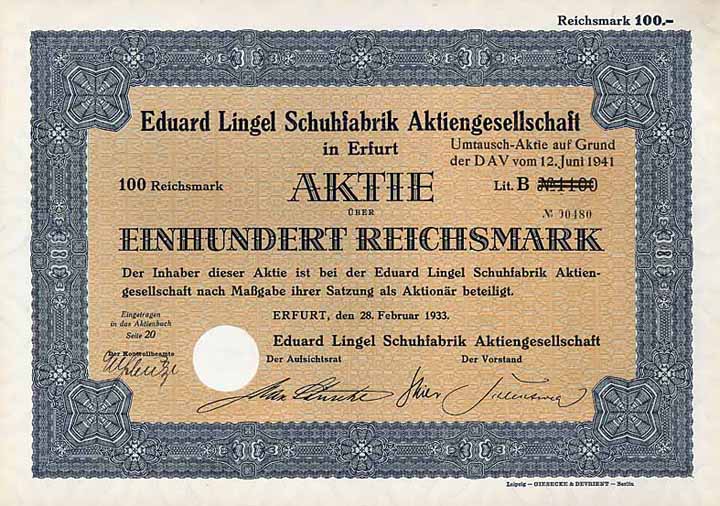 Reichsmark 100.-
Eduard Lingel Schuhfabrik Aktiengesellschaft
in Erfurt
Umtausch-Aktie auf Grund
der DAV vom 12. Juni 1941
100 Reichsmark
AKTIE
Lit. B № 1100
ÜBER
№ 00480
EINHUNDERT REICHSMARK
Der Inhaber dieser Aktie ist bei der Eduard Lingel Schuhfabrik Aktien-
gesellschaft nach Maßgabe ihrer Satzung als Aktionär beteiligt.
Eingetragen
in das Aktienbuch
Seite 20
ERFURT, den 28. Februar 1933.
Eduard Lingel Schuhfabrik Aktiengesellschaft
Der Kontrollbeamte
Der Aufsichtsrat
Der Vorstand
Leipzig — GIESECKE & DEVRIENT — Berlin